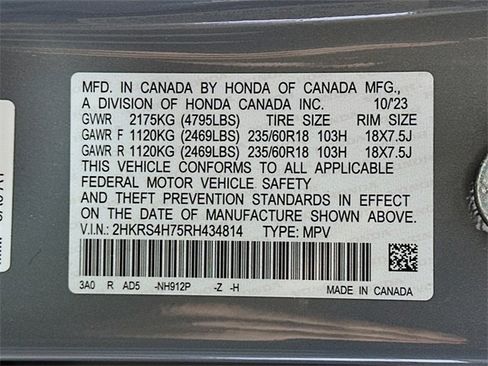 MFD. IN CANADA BY HONDA OF CANADA MFG.,
A DIVISION OF HONDA CANADA INC. 10/23
GVWR 2175KG (4795LBS) TIRE SIZE RIM SIZE
GAWR F 1120KG (2469LBS) 235/60R18 103H 18X7.5J
GAWR R 1120KG (2469LBS) 235/60R18 103H 18X7.5J
THIS VEHICLE CONFORMS TO ALL APPLICABLE
FEDERAL MOTOR VEHICLE SAFETY
AND THEFT PREVENTION STANDARDS IN EFFECT
ON THE DATE OF MANUFACTURE SHOWN ABOVE.
V.I.N.: 2HKRS4H75RH434814 TYPE: MPV
3A0 R AD5 -NH912P -Z -H MADE IN CANADA